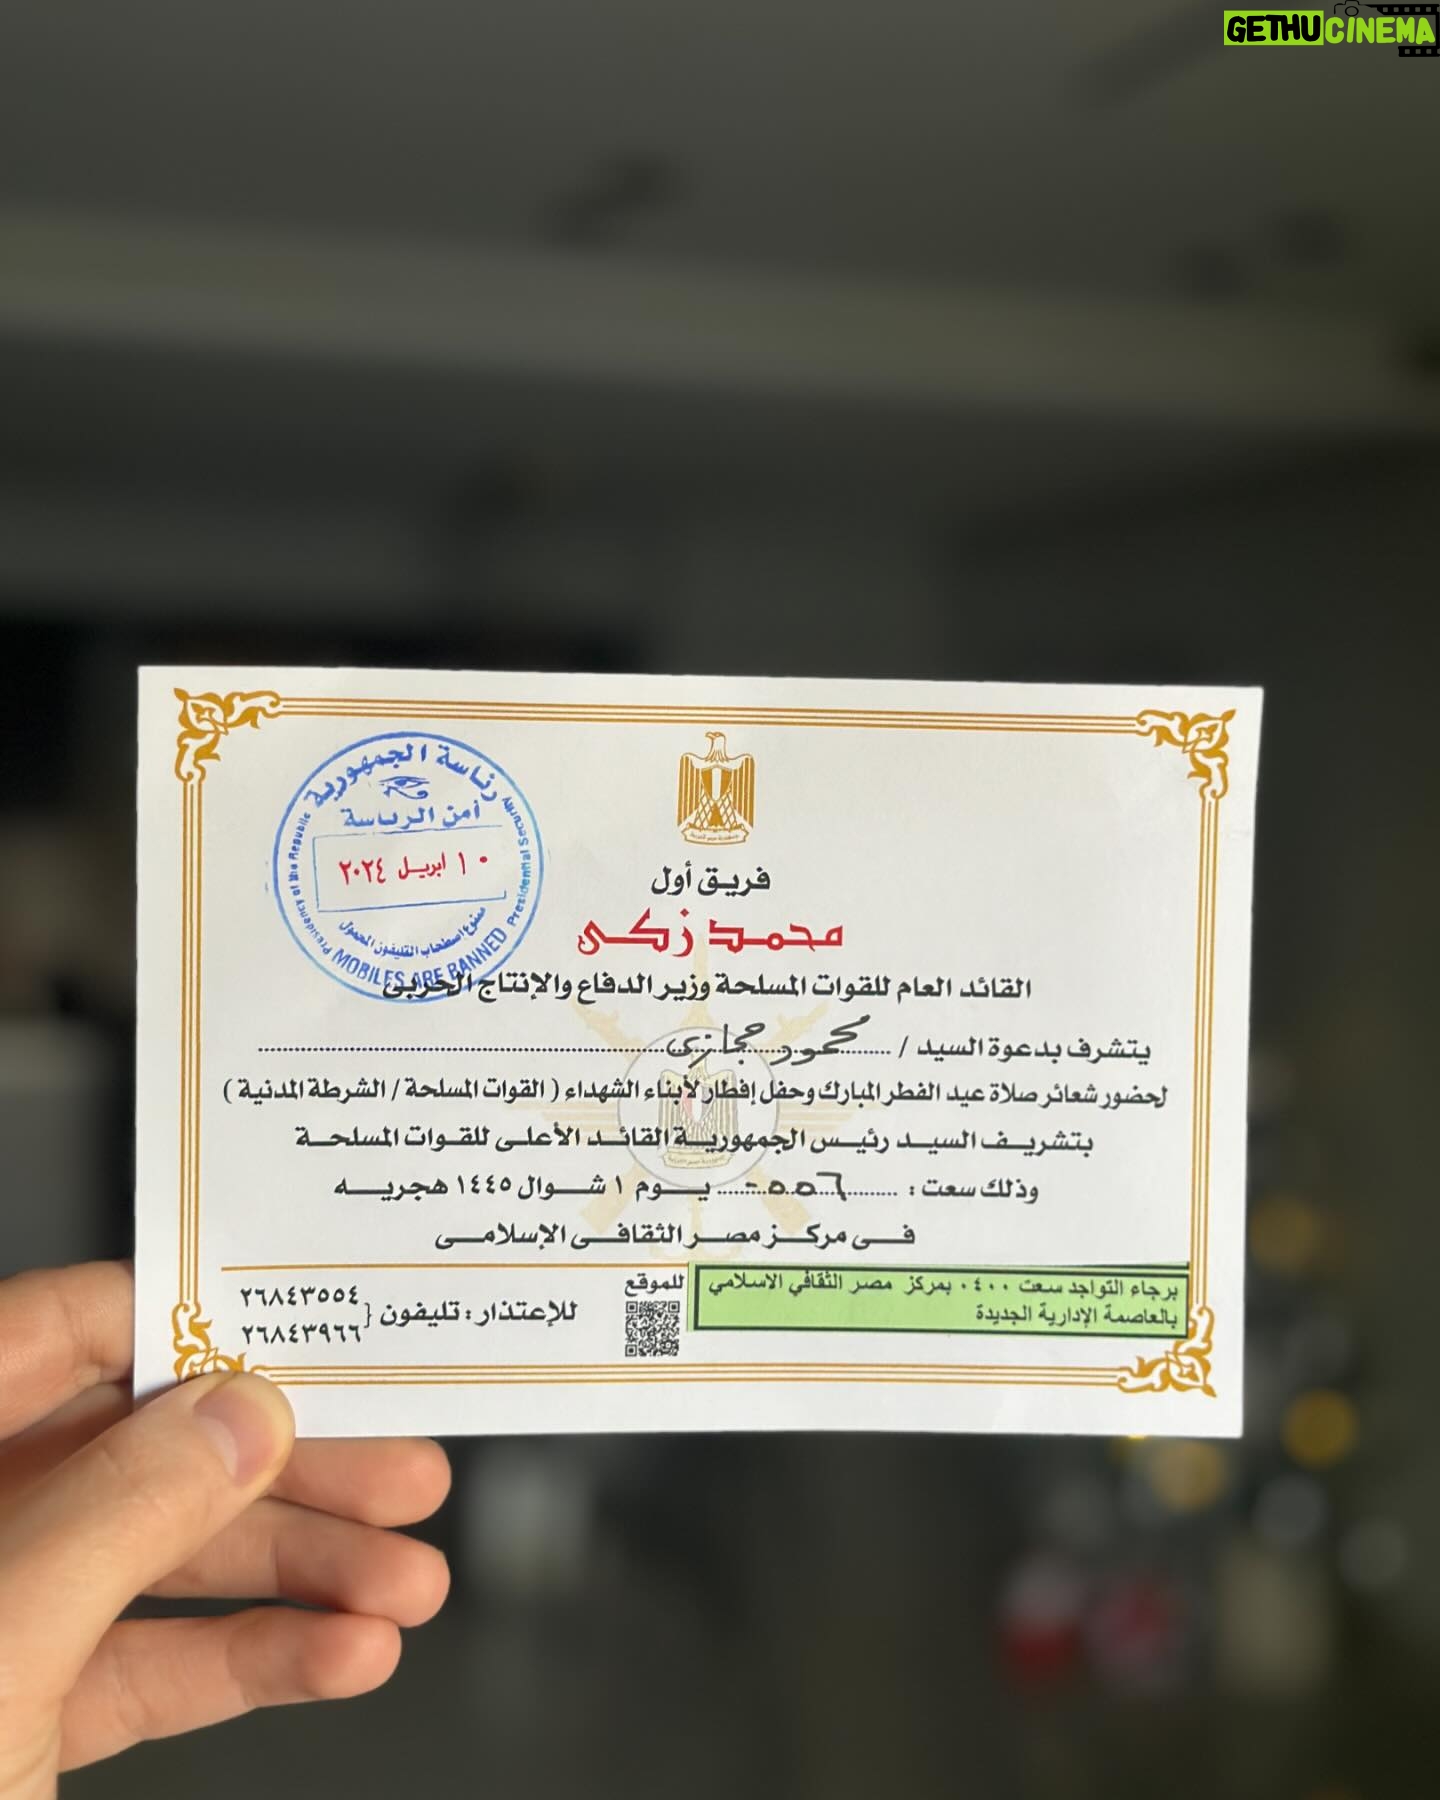 GETHUCINEMA
رئاسة الجمهورية
أمن الرئاسة
١٠ ابريل ٢٠٢٤
ممنوع اصطحاب التليفون المحمول
Presidency of the Republic
MOBILES ARE BANNED
Presidential Security
فريق أول
محمد زكى
القائد العام للقوات المسلحة وزير الدفاع والإنتاج الحربى
يتشرف بدعوة السيد / محمود حجازى
لحضور شعائر صلاة عيد الفطر المبارك وحفل إفطار لأبناء الشهداء ( القوات المسلحة / الشرطة المدنية )
بتشريف السيد رئيس الجمهورية القائد الأعلى للقوات المسلحة
وذلك سعت : يوم ١ شوال ١٤٤٥ هجريه
فى مركز مصر الثقافى الإسلامى
برجاء التواجد سعت ٠٤٠٠ بمركز مصر الثقافي الاسلامي
بالعاصمة الإدارية الجديدة
للموقع
للإعتذار : تليفون {
٢٦٨٤٣٥٥٤
٢٦٨٤٣٩٦٦